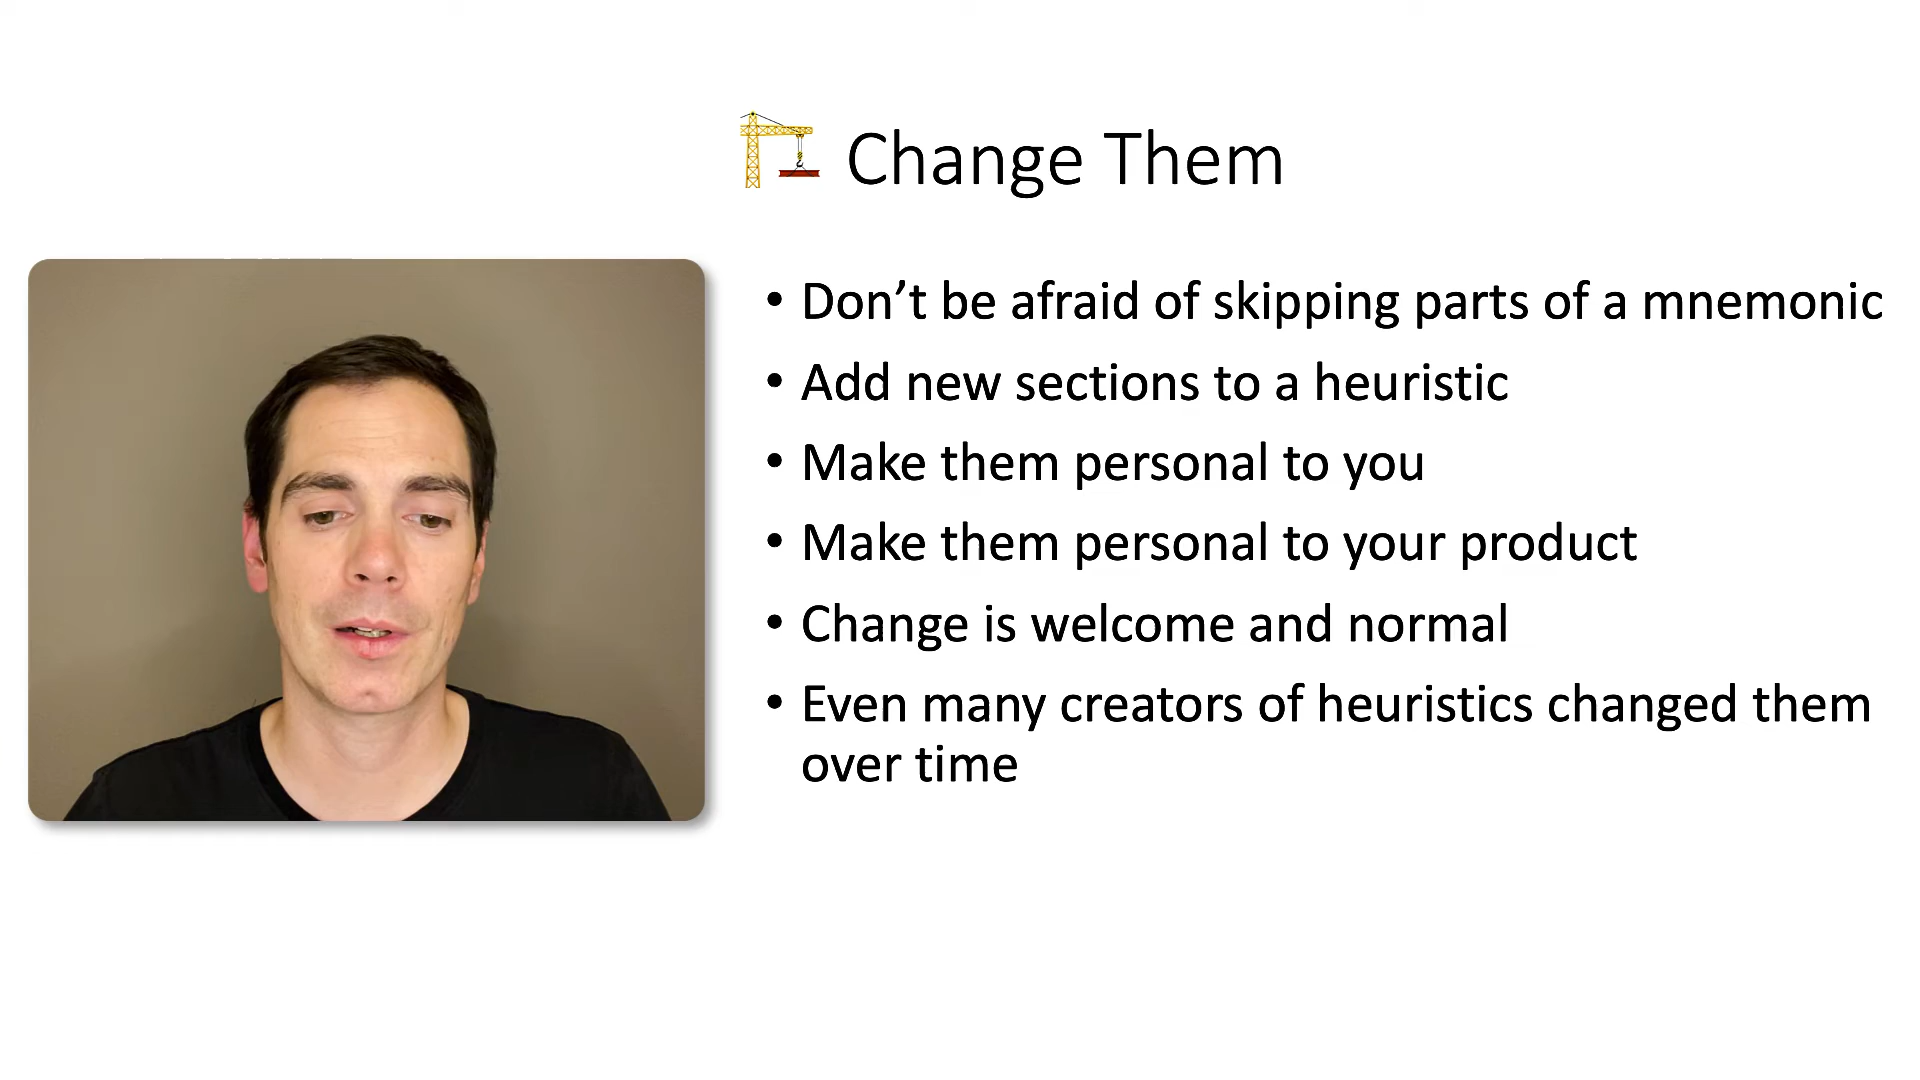 Change Them
• Don’t be afraid of skipping parts of a mnemonic
• Add new sections to a heuristic
• Make them personal to you
• Make them personal to your product
• Change is welcome and normal
• Even many creators of heuristics changed them
over time